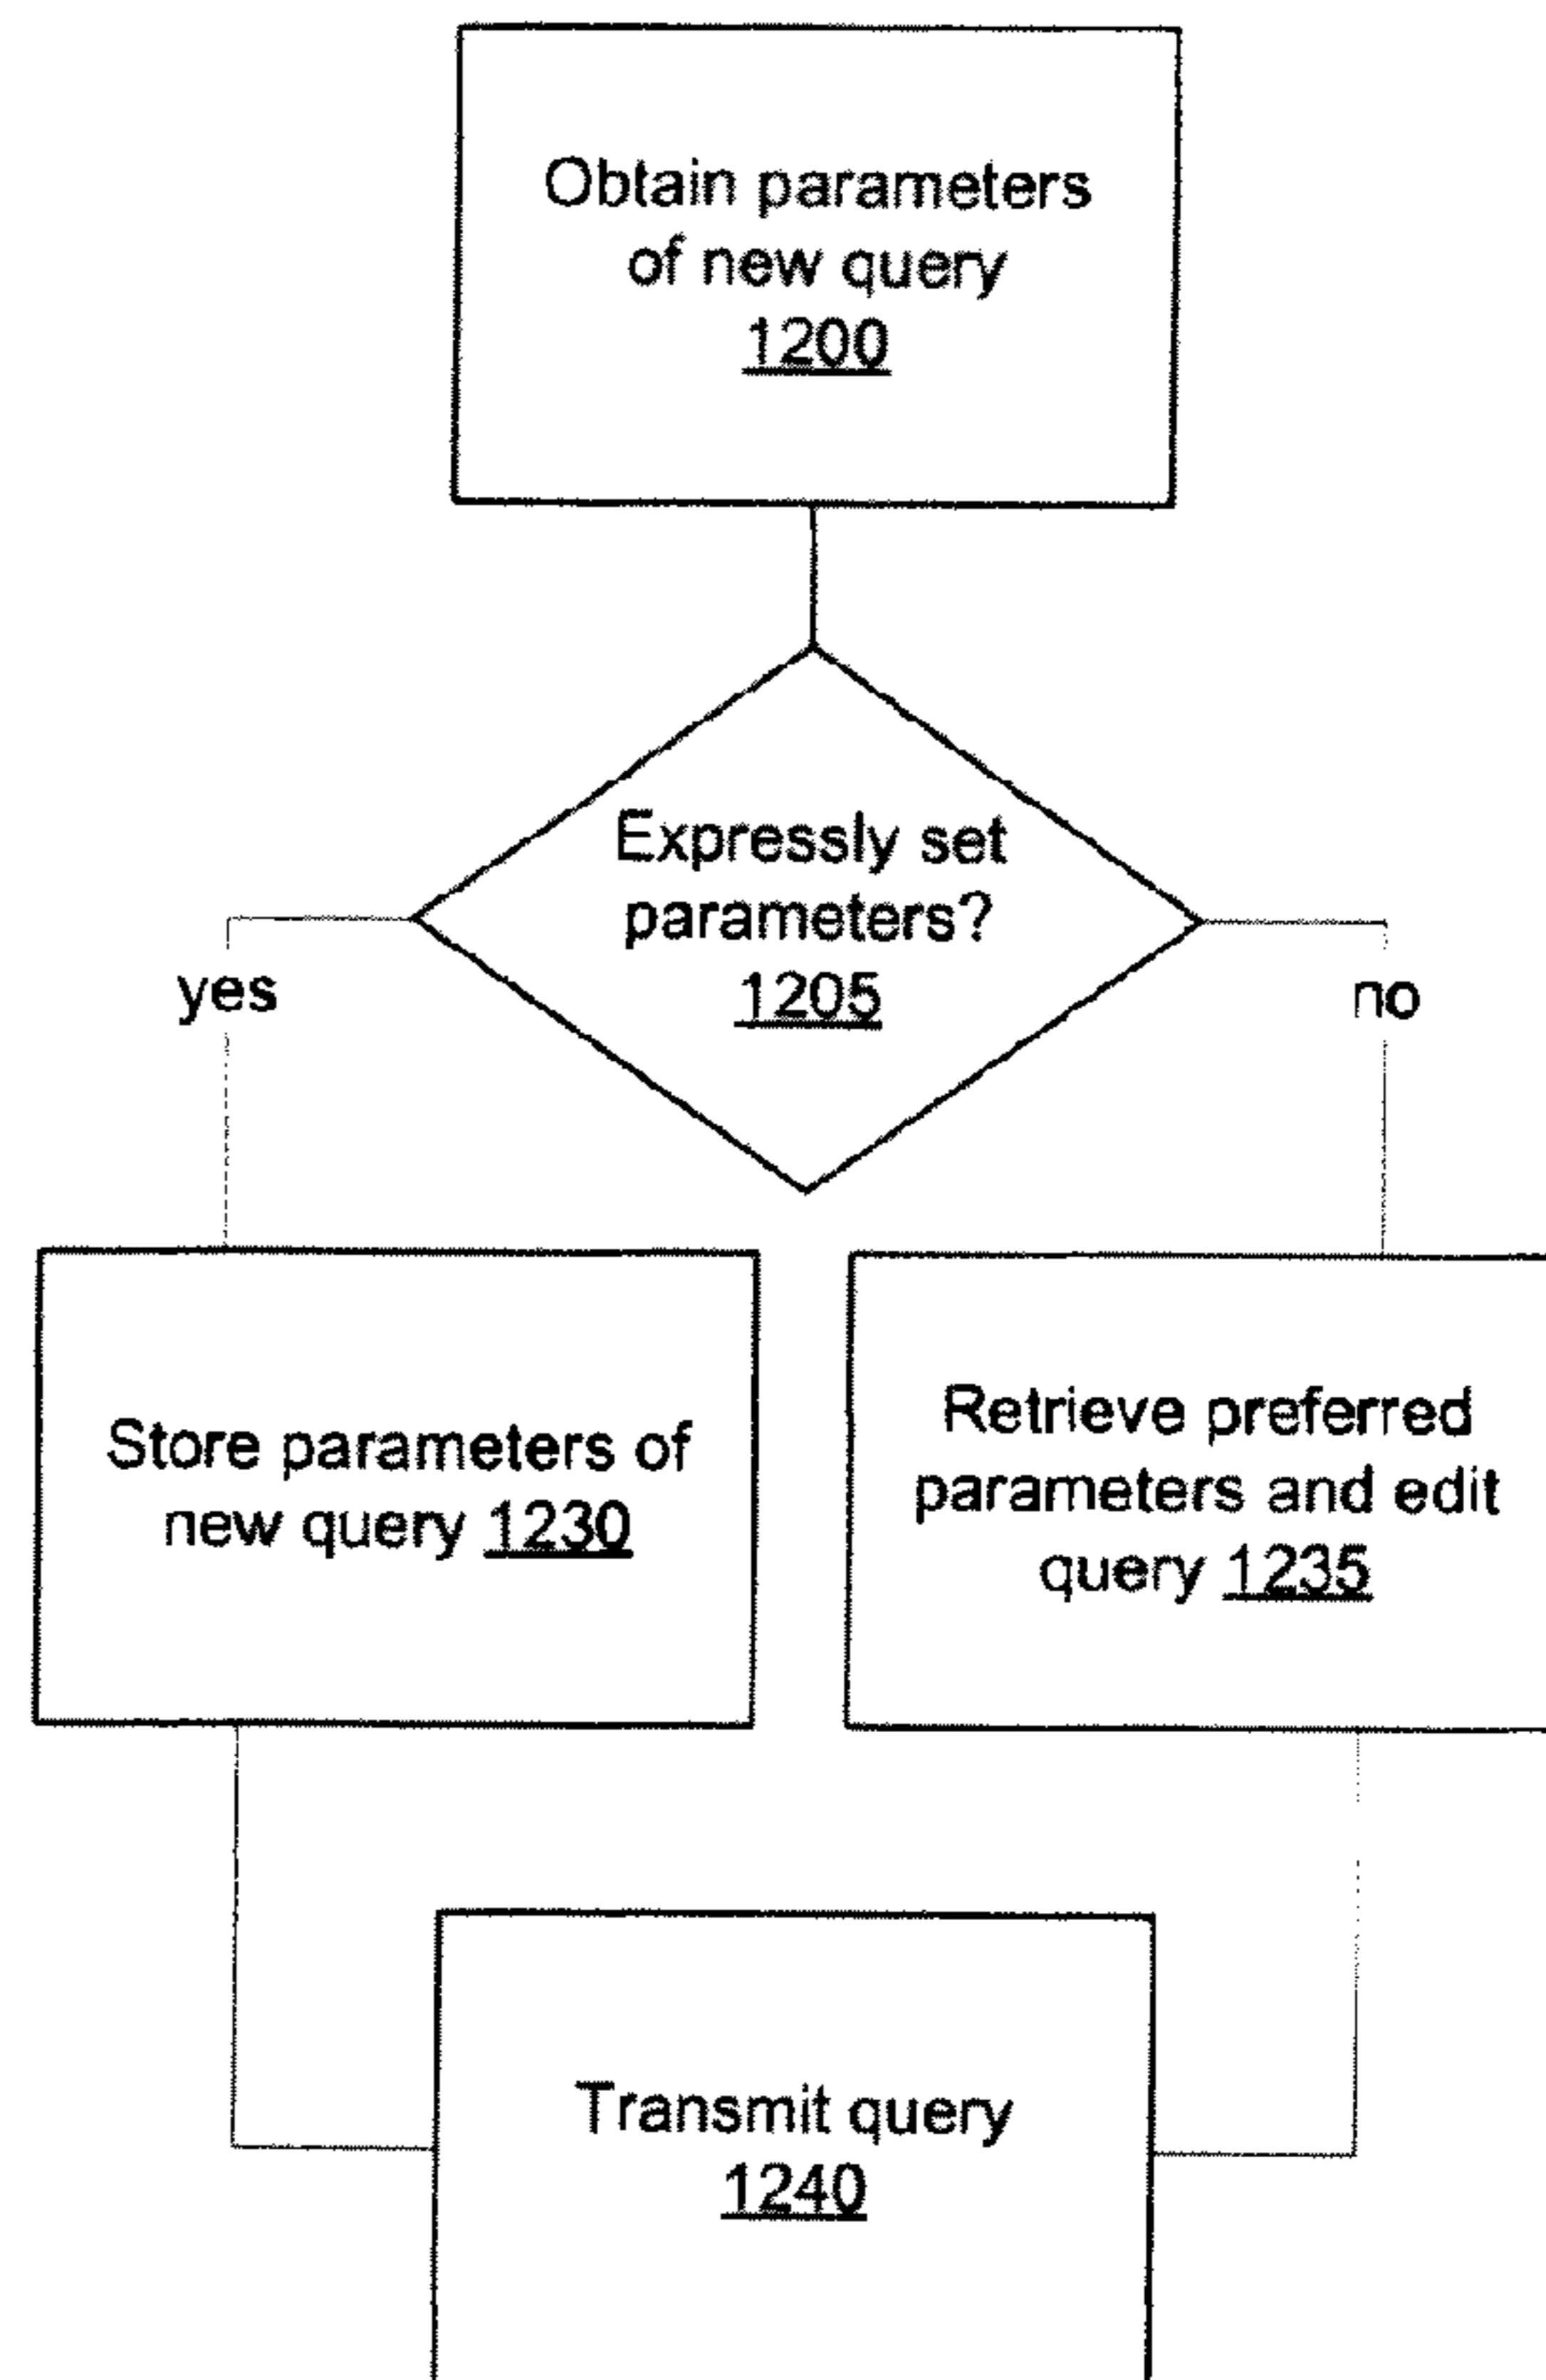 Obtain parameters
of new query
1200
Expressly set
parameters?
1205
yes
no
Store parameters of
new query 1230
Retrieve preferred
parameters and edit
query 1235
Transmit query
1240